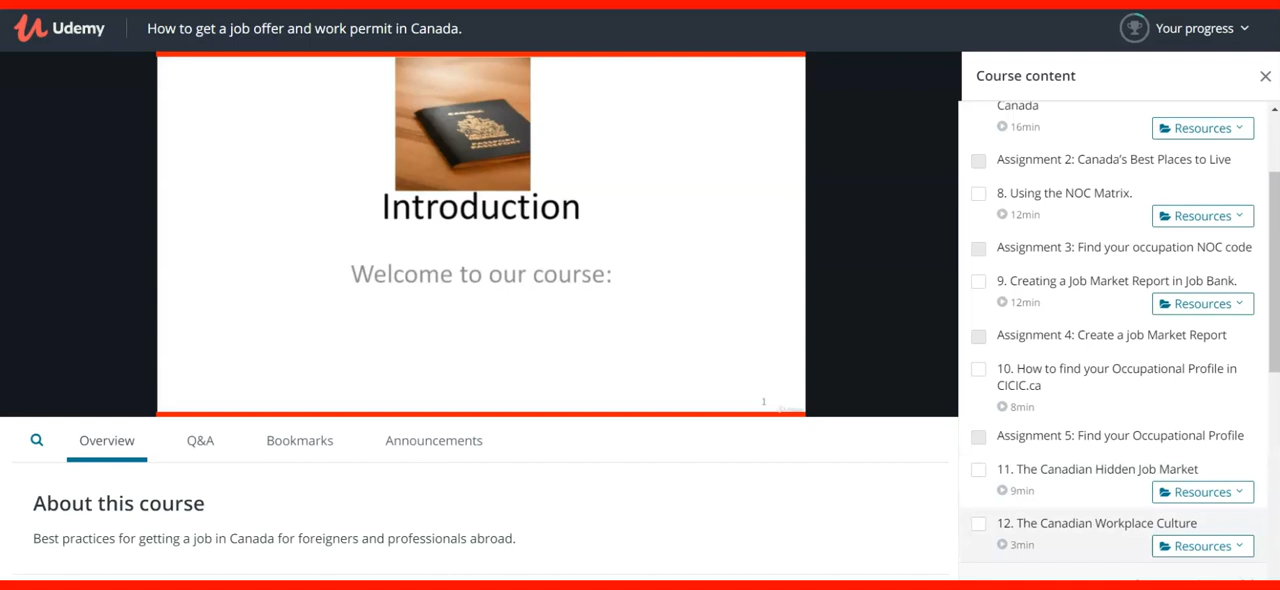 Udemy
How to get a job offer and work permit in Canada.
Your progress
CANADA
PASSPORT
PASSEPORT
Introduction
Welcome to our course:
1
Overview
Q&A
Bookmarks
Announcements
About this course
Best practices for getting a job in Canada for foreigners and professionals abroad.
Course content
Canada
16min
Resources
Assignment 2: Canada’s Best Places to Live
8. Using the NOC Matrix.
12min
Resources
Assignment 3: Find your occupation NOC code
9. Creating a Job Market Report in Job Bank.
12min
Resources
Assignment 4: Create a job Market Report
10. How to find your Occupational Profile in
CICIC.ca
8min
Assignment 5: Find your Occupational Profile
11. The Canadian Hidden Job Market
9min
Resources
12. The Canadian Workplace Culture
3min
Resources